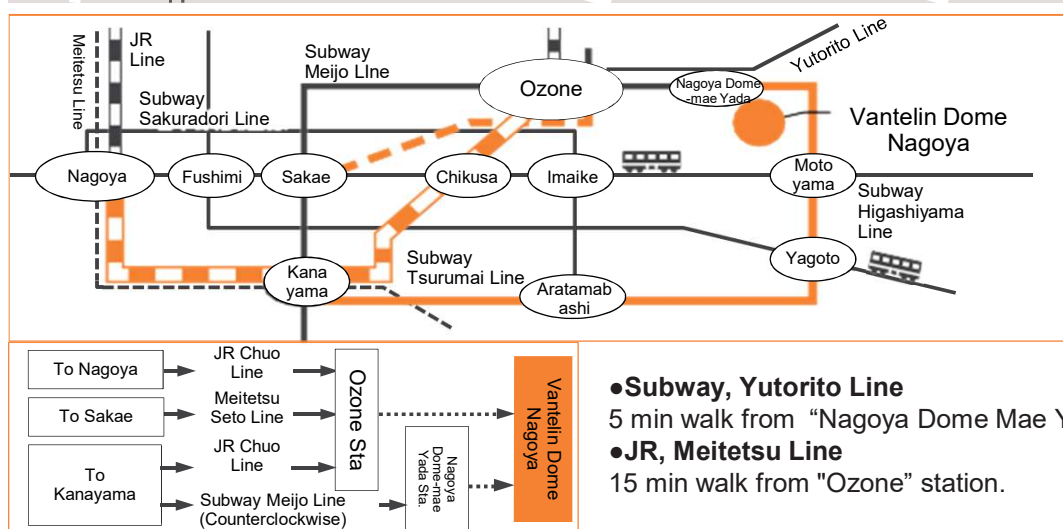 JR
Line
Meitetsu Line
Subway
Sakuradori Line
Subway
Meijo LIne
Ozone
Yutorito Line
Nagoya Dome
-mae Yada
Vantelin Dome
Nagoya
Nagoya
Fushimi
Sakae
Chikusa
Imaike
Moto
yama
Subway
Higashiyama
Line
Kana
yama
Subway
Tsurumai Line
Aratamab
ashi
Yagoto
To Nagoya
JR Chuo
Line
To Sakae
Meitetsu
Seto Line
To
Kanayama
JR Chuo
Line
Subway Meijo Line
(Counterclockwise)
Ozone Sta
Nagoya
Dome-mae
Yada Sta.
Vantelin Dome
Nagoya
●Subway, Yutorito Line
5 min walk from “Nagoya Dome Mae Y
●JR, Meitetsu Line
15 min walk from "Ozone” station.